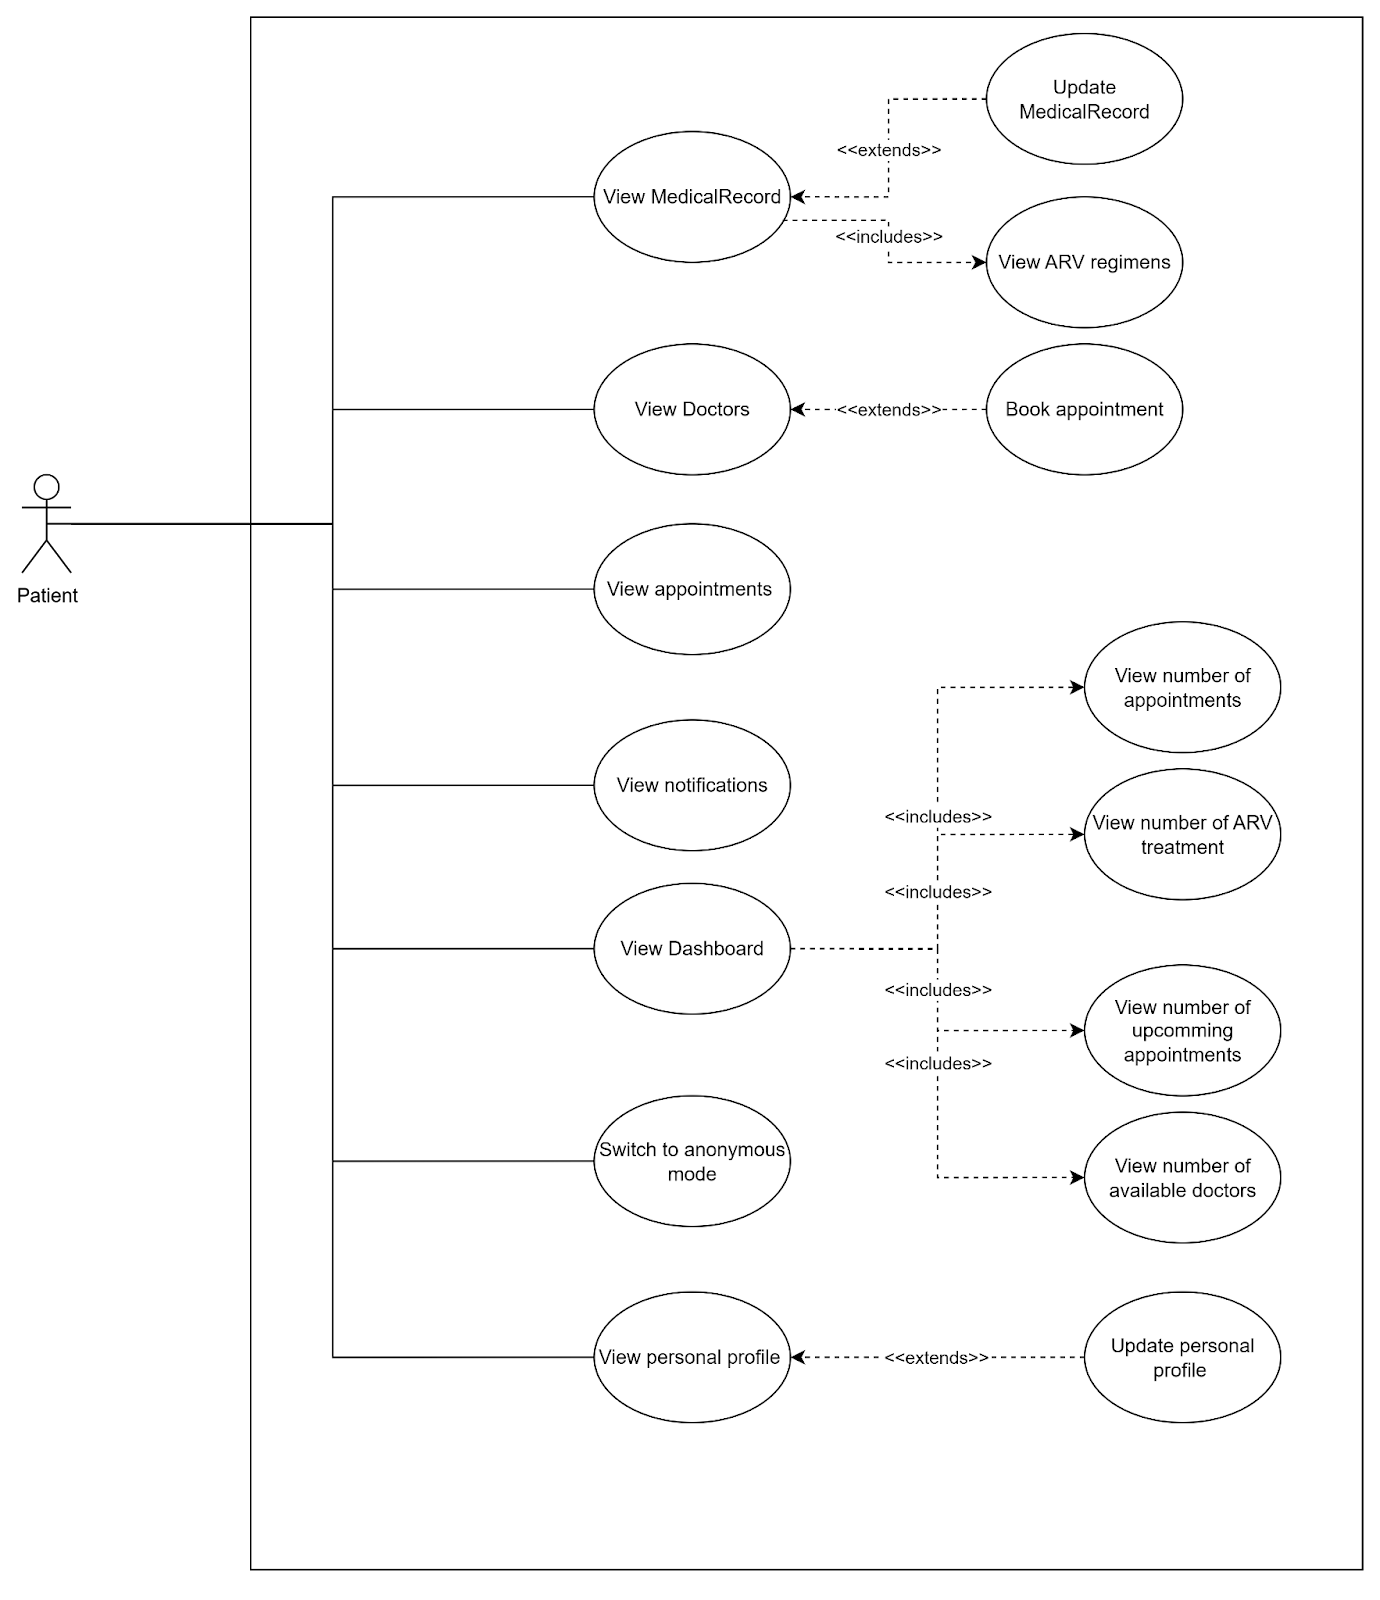 Update
MedicalRecord
<<extends>>
View MedicalRecord
<<includes>>
View ARV regimens
View Doctors
<<extends>>
Book appointment
Patient
View appointments
View number of
appointments
View notifications
<<includes>>
View number of ARV
treatment
<<includes>>
View Dashboard
<<includes>>
View number of
upcomming
appointments
<<includes>>
Switch to anonymous
mode
View number of
available doctors
View personal profile
<<extends>>
Update personal
profile